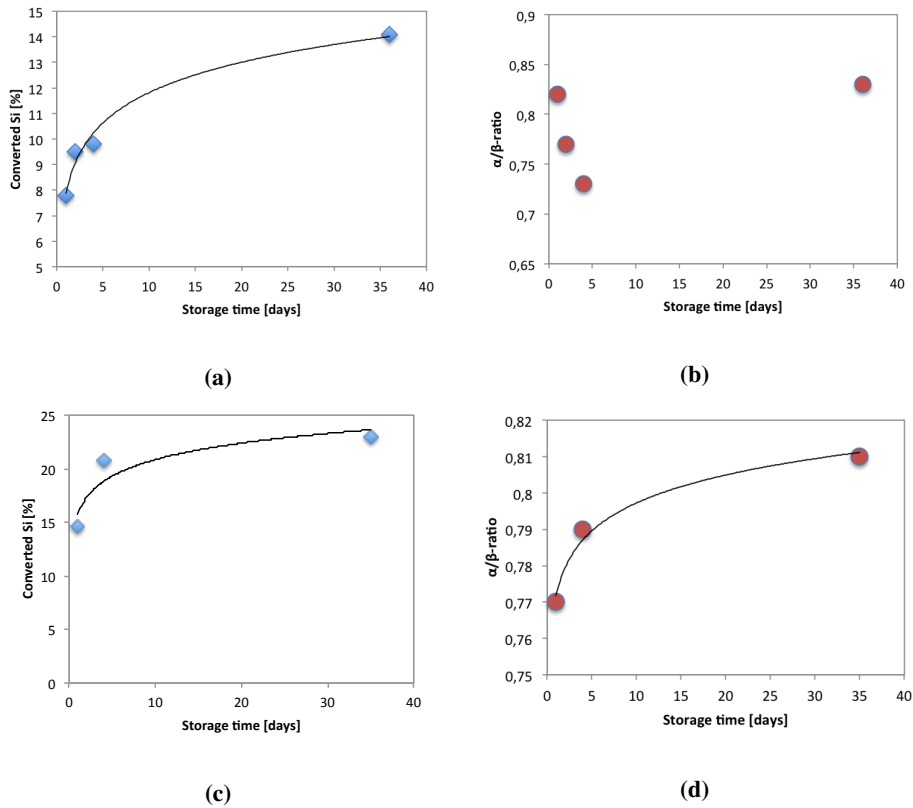 15
14
13
12
11
10
9
8
7
6
5
Converted Si [%]
0 5 10 15 20 25 30 35 40
Storage time [days]
(a)
0,9
0,85
0,8
0,75
0,7
0,65
α/β-ratio
0 5 10 15 20 25 30 35 40
Storage time [days]
(b)
25
20
15
10
5
0
Converted Si [%]
0 10 20 30 40
Storage time [days]
(c)
0,82
0,81
0,8
0,79
0,78
0,77
0,76
0,75
α/β-ratio
0 5 10 15 20 25 30 35 40
Storage time [days]
(d)